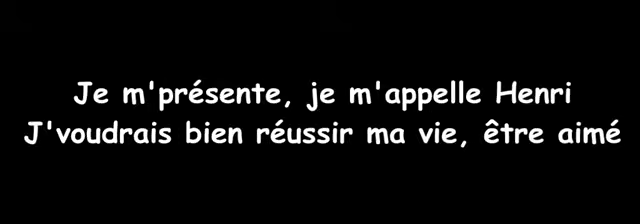 Je m'présente, je m'appelle Henri
J'voudrais bien réussir ma vie, être aimé